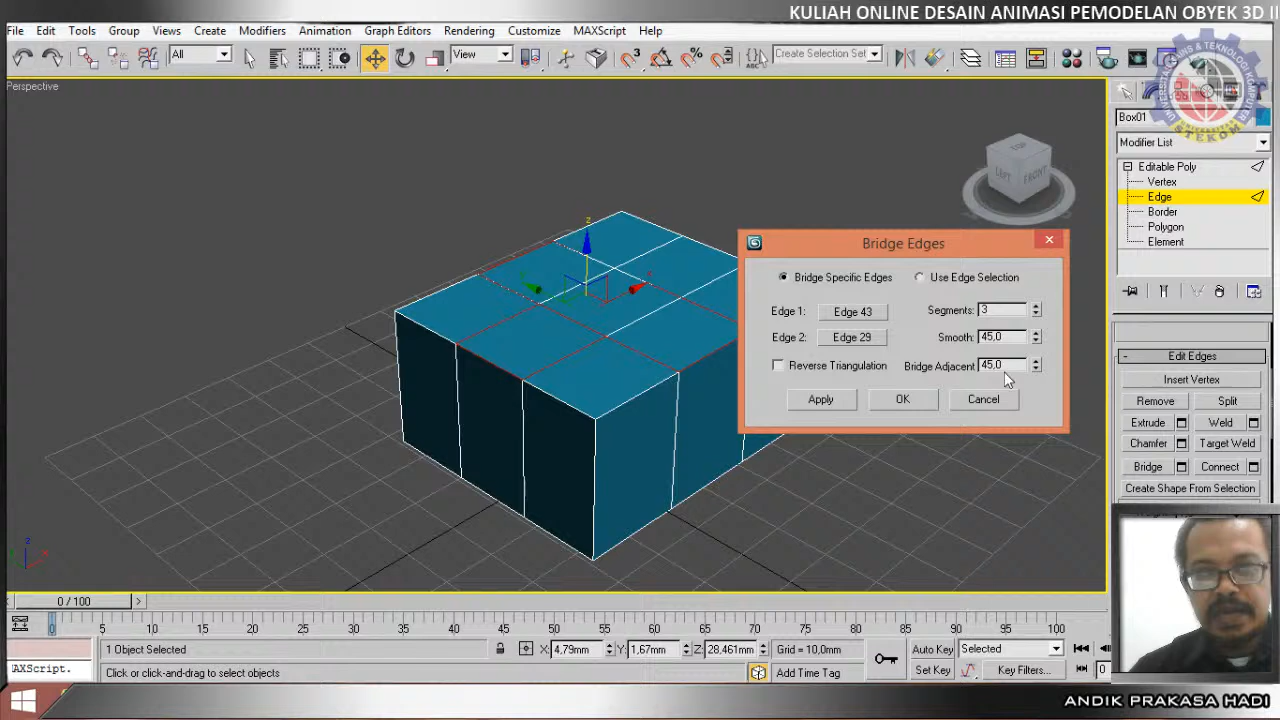 KULIAH ONLINE DESAIN ANIMASI PEMODELAN OBYEK 3D II
File Edit Tools Group Views Create Modifiers Animation Graph Editors Rendering Customize MAXScript Help
All View Create Selection Set
Perspective
TOP
LEFT FRONT
STEKOM
Box01
Modifier List
Editable Poly
Vertex
Edge
Border
Polygon
Element
Bridge Edges
Bridge Specific Edges Use Edge Selection
Edge 1: Edge 43 Segments: 3
Edge 2: Edge 29 Smooth: 45,0
Reverse Triangulation Bridge Adjacent 45,0
Apply OK Cancel
- Edit Edges
Insert Vertex
Remove Split
Extrude Weld
Chamfer Target Weld
Bridge Connect
Create Shape From Selection
z
x
z
x
0 / 100
0 5 10 15 20 25 30 35 40 45 50 55 60 65 70 75 80 85 90 95 100
1 Object Selected X: 4,79mm Y: 1,67mm Z: 28,461mm Grid = 10,0mm Auto Key Selected
MAXScript. Click or click-and-drag to select objects Add Time Tag Set Key Key Filters... 0
ANDIK PRAKASA HADI